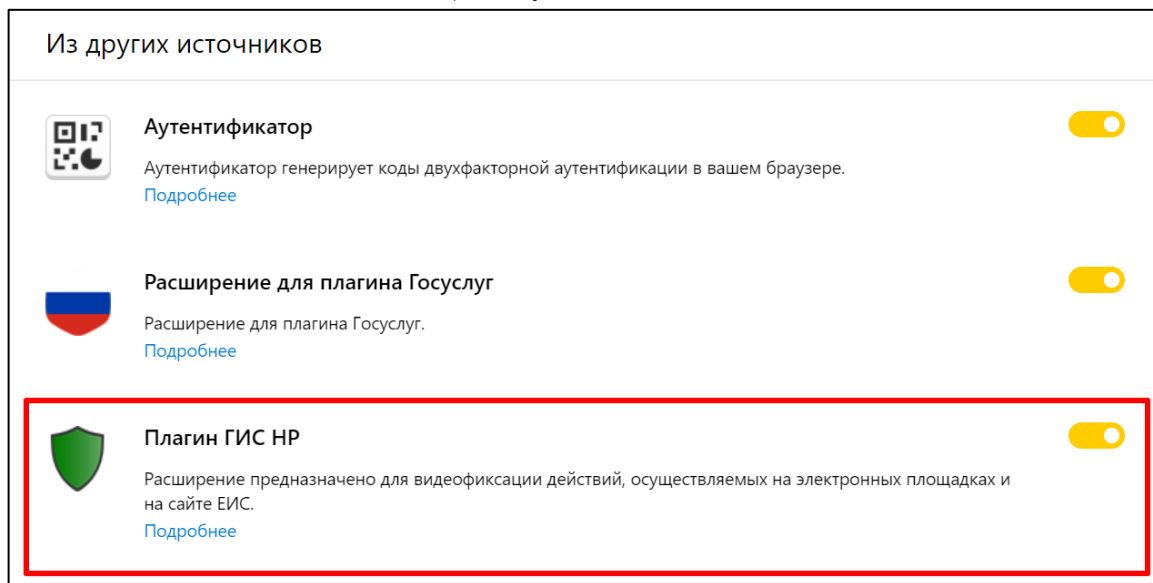 Из других источников
Аутентификатор
Аутентификатор генерирует коды двухфакторной аутентификации в вашем браузере.
Подробнее
Расширение для плагина Госуслуг
Расширение для плагина Госуслуг.
Подробнее
Плагин ГИС НР
Расширение предназначено для видеофиксации действий, осуществляемых на электронных площадках и
на сайте ЕИС.
Подробнее